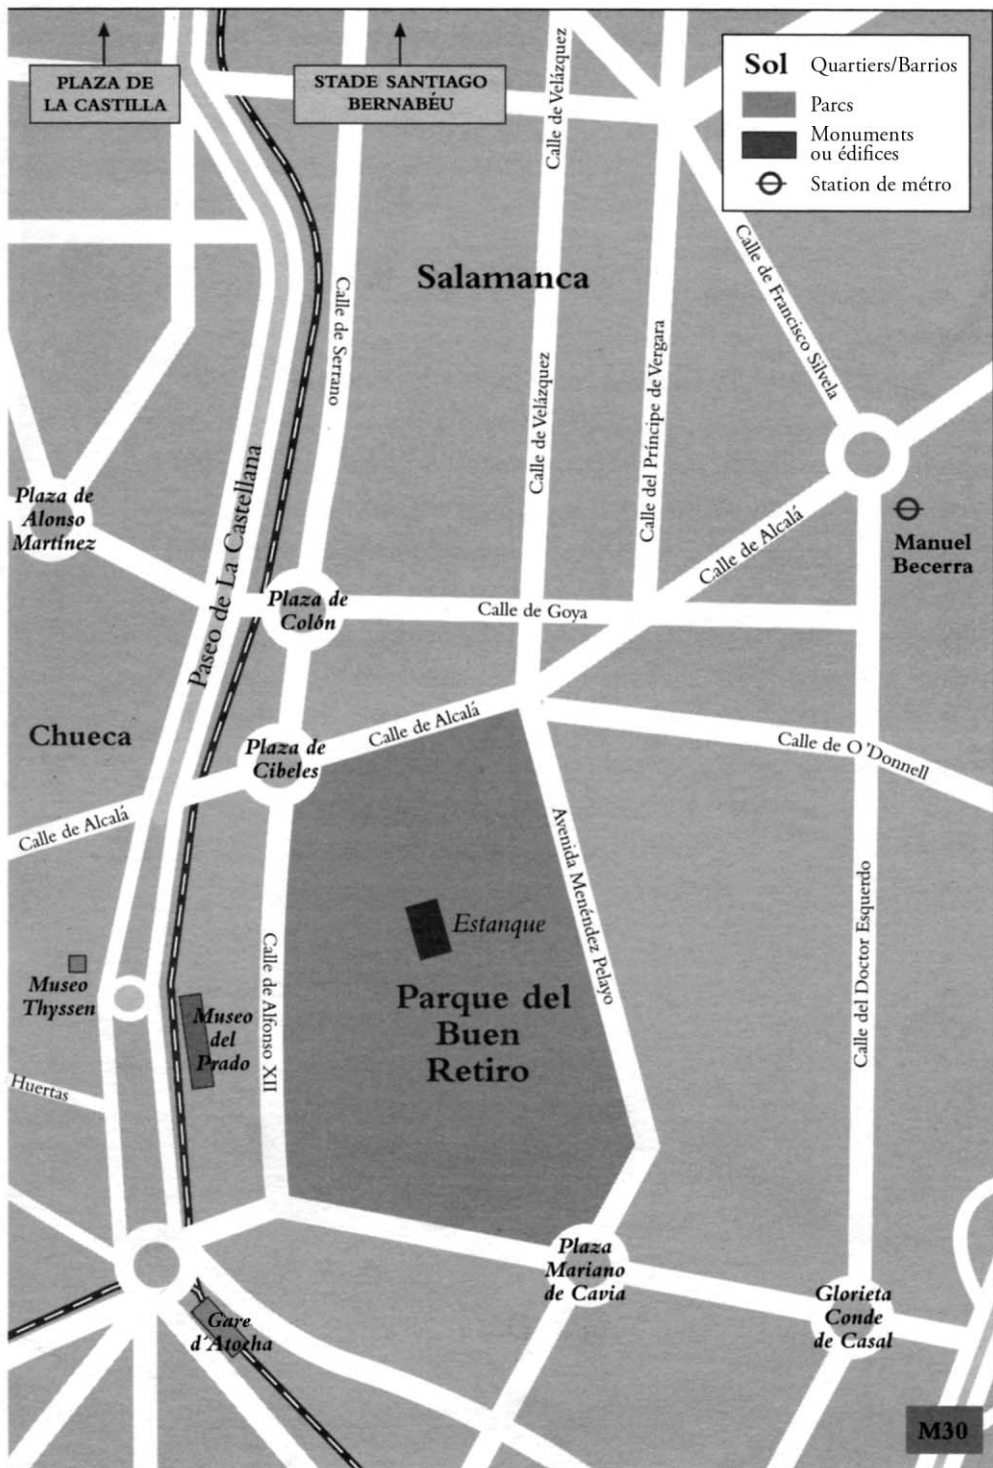 PLAZA DE
LA CASTILLA
STADE SANTIAGO
BERNABÉU
Sol Quartiers/Barrios
Parcs
Monuments
ou édifices
Station de métro
Calle de Velázquez
Calle de Francisco Silvela
Salamanca
Calle de Serrano
Calle de Velázquez
Calle del Príncipe de Vergara
Plaza de
Alonso
Martínez
Paseo de La Castellana
Calle de Alcalá
Manuel
Becerra
Plaza de
Colón
Calle de Goya
Chueca
Plaza de
Cibeles
Calle de Alcalá
Calle de O'Donnell
Calle de Alcalá
Avenida Menéndez Pelayo
Estanque
Calle del Doctor Esquerdo
Museo
Thyssen
Museo
del
Prado
Calle de Alfonso XII
Parque del
Buen
Retiro
Huertas
Plaza
Mariano
de Cavia
Glorieta
Conde
de Casal
Gare
d'Atocha
M30